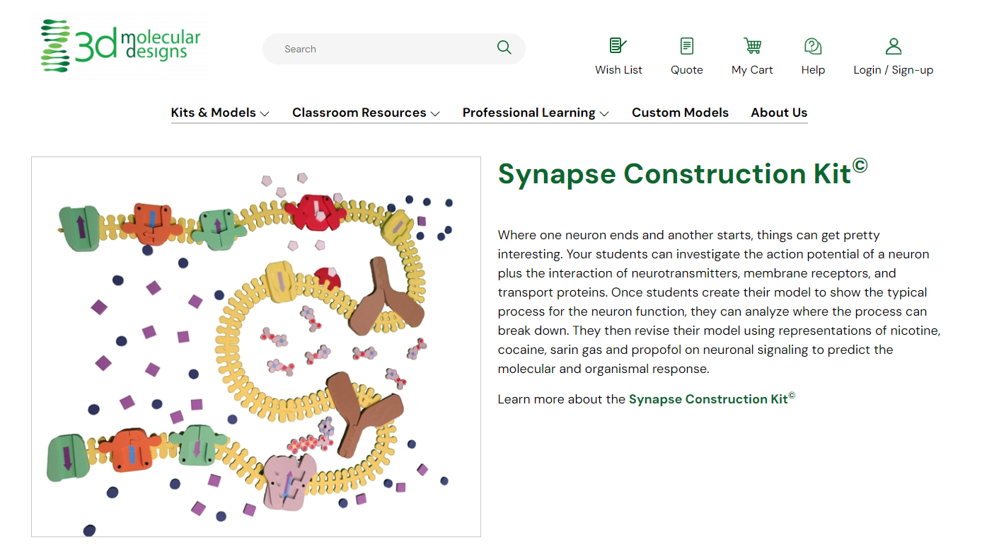 3d molecular designs
Search
Wish List
Quote
My Cart
Help
Login / Sign-up
Kits & Models
Classroom Resources
Professional Learning
Custom Models
About Us
Synapse Construction Kit©
Where one neuron ends and another starts, things can get pretty
interesting. Your students can investigate the action potential of a neuron
plus the interaction of neurotransmitters, membrane receptors, and
transport proteins. Once students create their model to show the typical
process for the neuron function, they can analyze where the process can
break down. They then revise their model using representations of nicotine,
cocaine, sarin gas and propofol on neuronal signaling to predict the
molecular and organismal response.
Learn more about the Synapse Construction Kit©